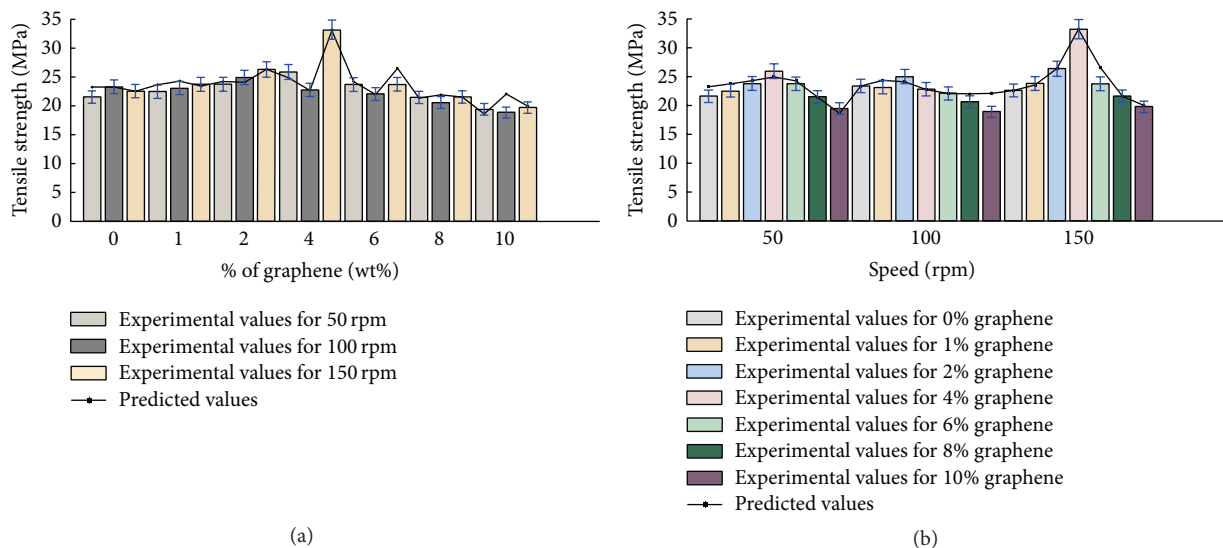 35
30
25
20
15
10
5
0
Tensile strength (MPa)
0 1 2 4 6 8 10
% of graphene (wt%)
Experimental values for 50 rpm
Experimental values for 100 rpm
Experimental values for 150 rpm
Predicted values
(a)
35
30
25
20
15
10
5
0
Tensile strength (MPa)
50 100 150
Speed (rpm)
Experimental values for 0% graphene
Experimental values for 1% graphene
Experimental values for 2% graphene
Experimental values for 4% graphene
Experimental values for 6% graphene
Experimental values for 8% graphene
Experimental values for 10% graphene
Predicted values
(b)